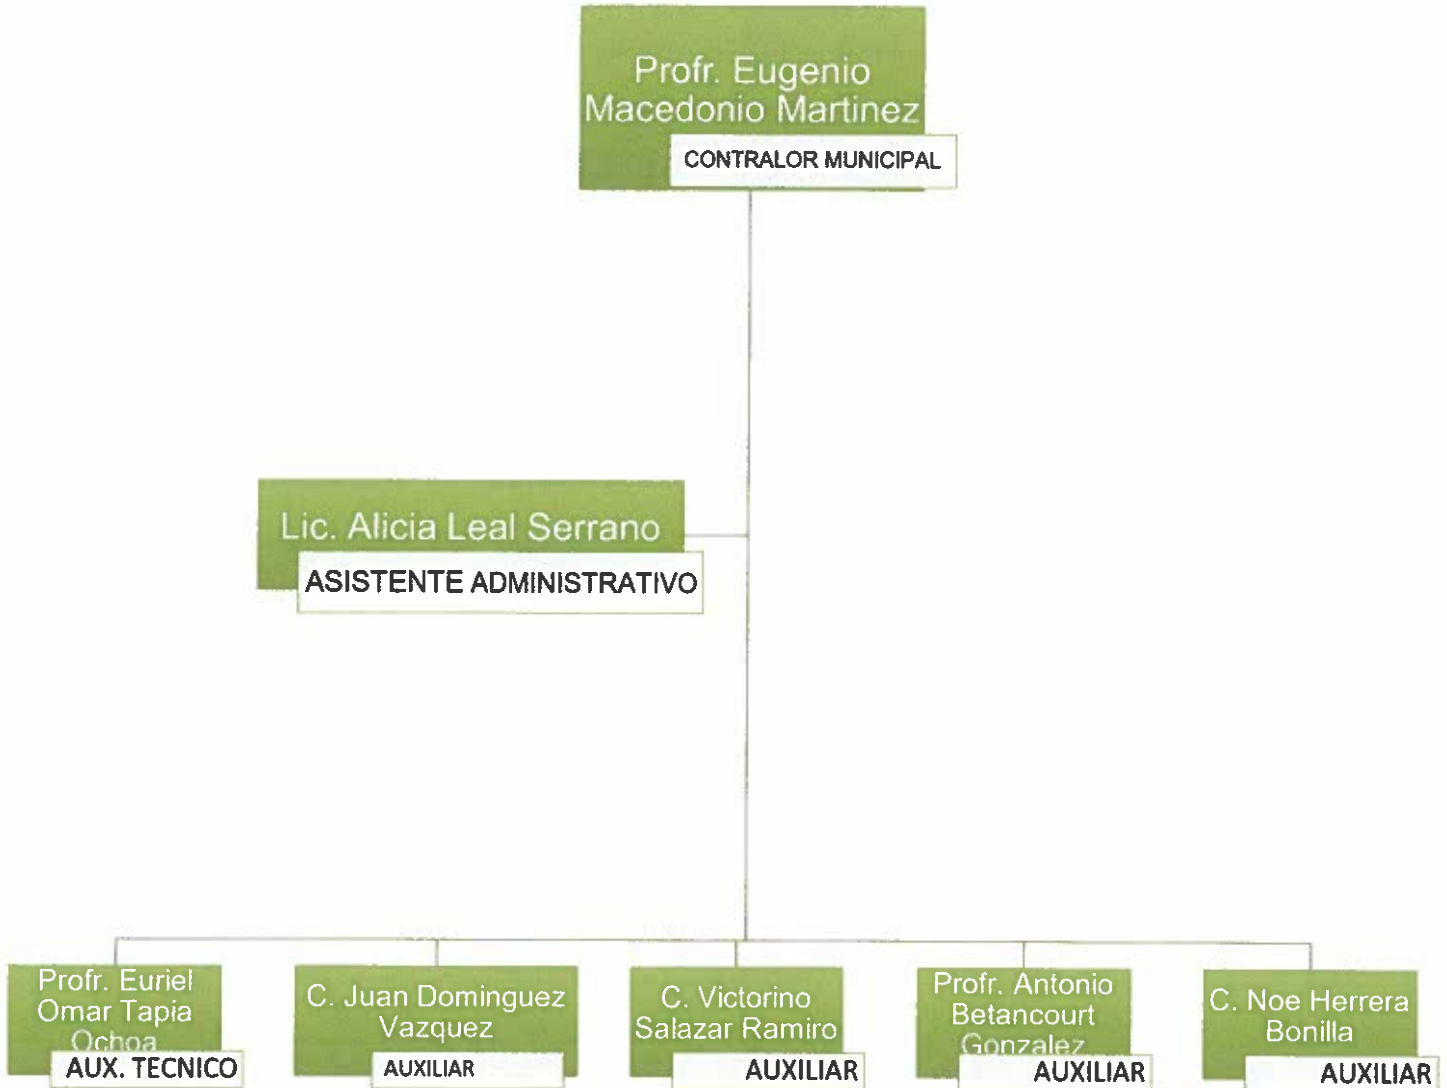 Profr. Eugenio
Macedonio Martinez
CONTRALOR MUNICIPAL
Lic. Alicia Leal Serrano
ASISTENTE ADMINISTRATIVO
Profr. Euriel
Omar Tapia
Ochoa
AUX. TECNICO
C. Juan Dominguez
Vazquez
AUXILIAR
C. Victorino
Salazar Ramiro
AUXILIAR
Profr. Antonio
Betancourt
Gonzalez
AUXILIAR
C. Noe Herrera
Bonilla
AUXILIAR